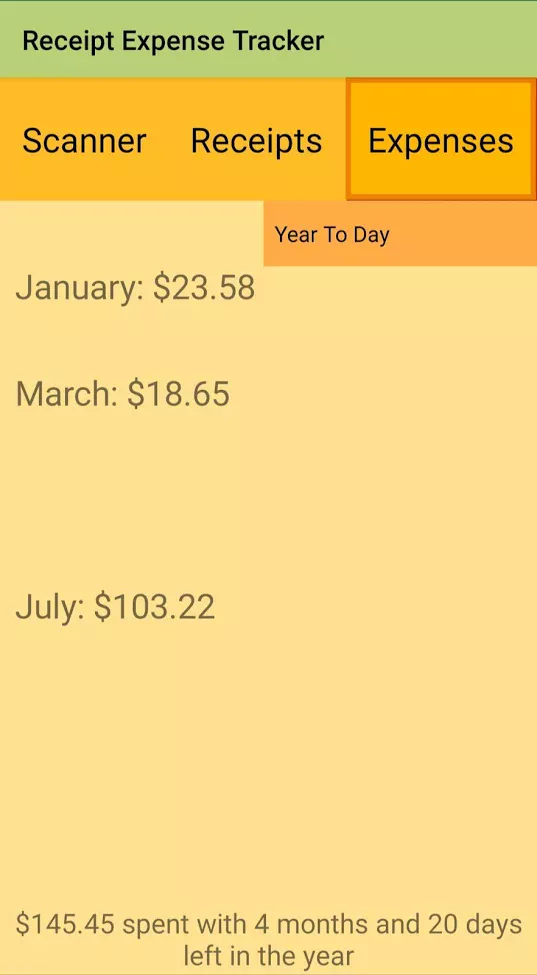 Receipt Expense Tracker
Scanner Receipts Expenses
Year To Day
January: $23.58
March: $18.65
July: $103.22
$145.45 spent with 4 months and 20 days
left in the year